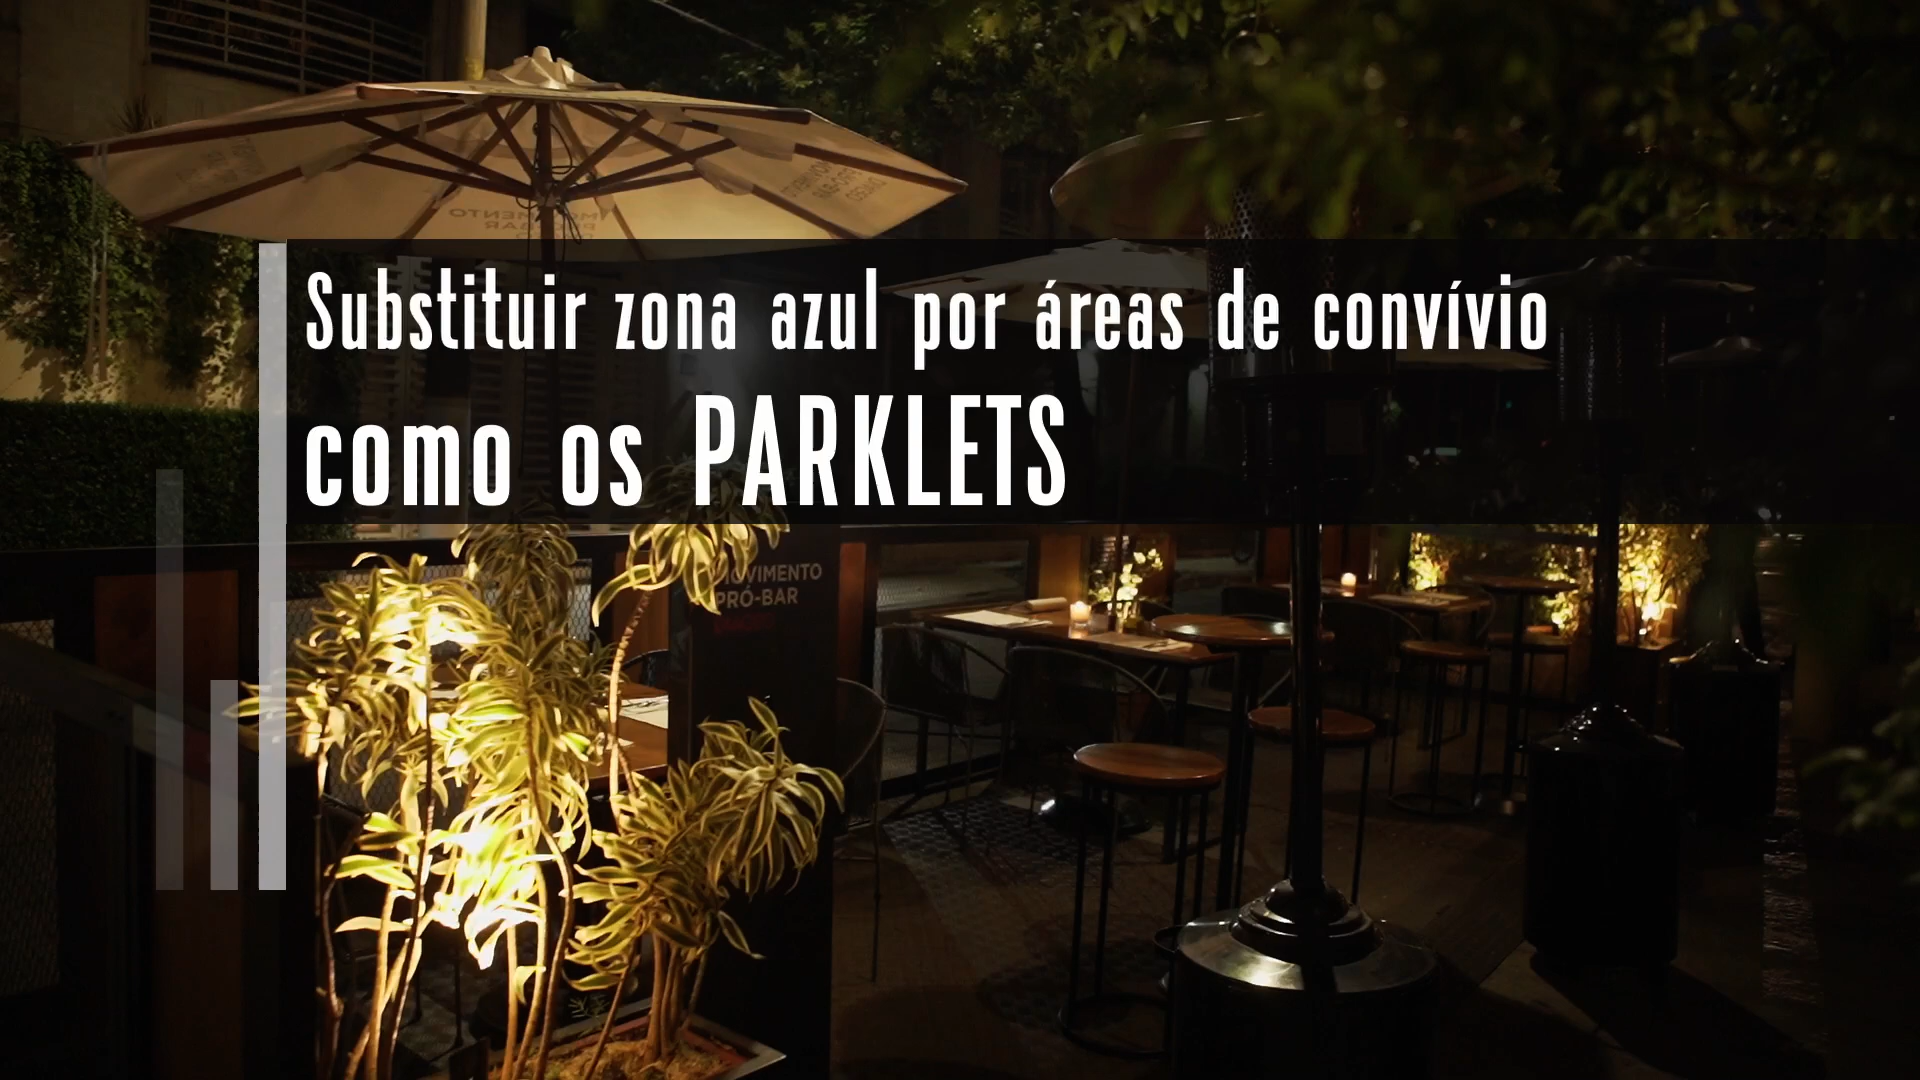 Substituir zona azul por áreas de convívio
como os PARKLETS
MOVIMENTO
PRÓ-BAR